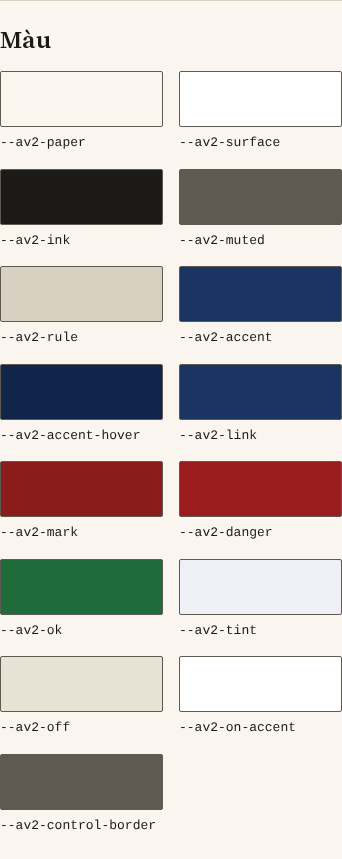 Màu
--av2-paper
--av2-surface
--av2-ink
--av2-muted
--av2-rule
--av2-accent
--av2-accent-hover
--av2-link
--av2-mark
--av2-danger
--av2-ok
--av2-tint
--av2-off
--av2-on-accent
--av2-control-border